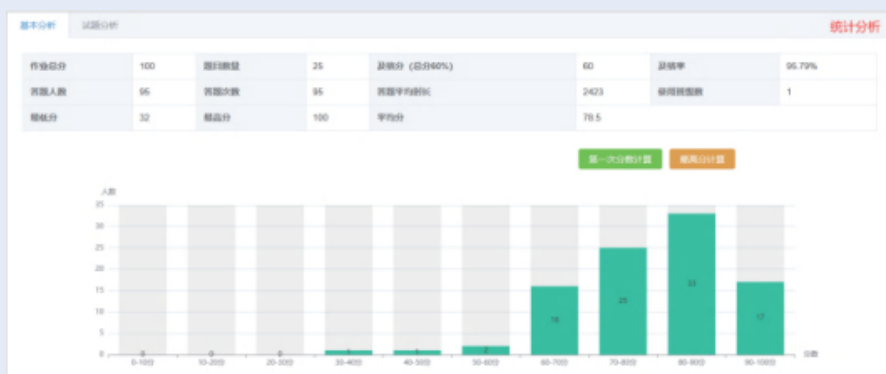 基本分析 试题分析 统计分析
作业总分 100 题目数量 25 及格分（总分60%） 60 及格率 95.79%
答题人数 95 答题次数 95 答题平均时长 2423 使用班级数 1
最低分 32 最高分 100 平均分 78.5
第一次分数计算 最高分计算
人数
35
30
25
20
15
10
5
0
0 0 0 1 1 2 16 25 33 17
0-10分 10-20分 20-30分 30-40分 40-50分 50-60分 60-70分 70-80分 80-90分 90-100分 分数